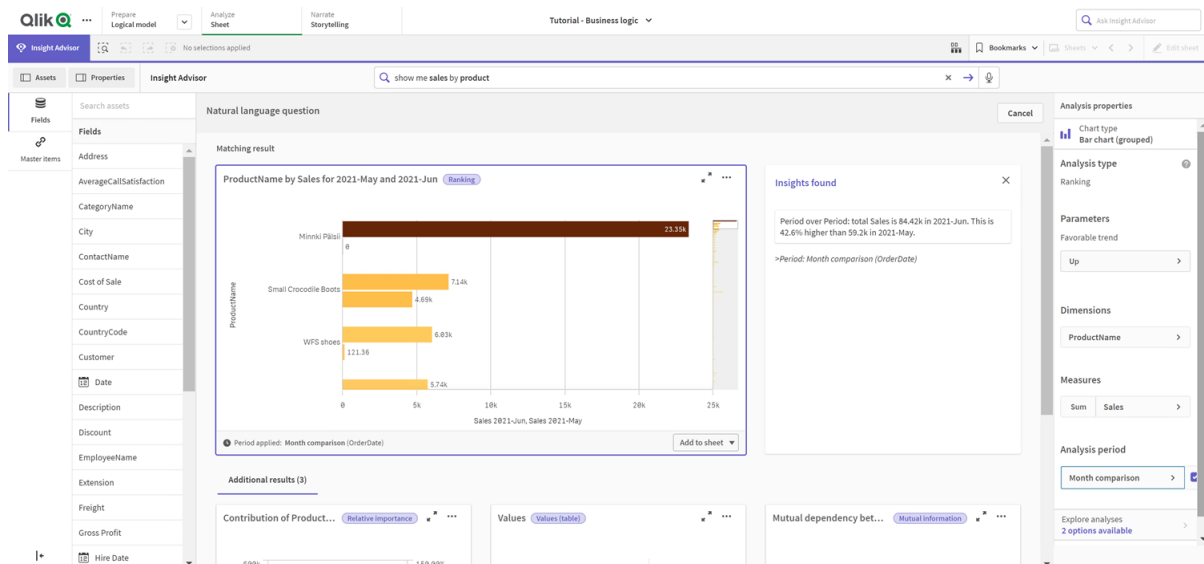 Qlik
Prepare
Logical model
Analyze
Sheet
Narrate
Storytelling
Tutorial - Business logic
Ask Insight Advisor
Insight Advisor
No selections applied
Bookmarks
Sheets
Edit sheet
Assets
Properties
Insight Advisor
show me sales by product
Fields
Master items
Search assets
Fields
Address
AverageCallSatisfaction
CategoryName
City
ContactName
Cost of Sale
Country
CountryCode
Customer
Date
Description
Discount
EmployeeName
Extension
Freight
Gross Profit
Hire Date
Natural language question
Cancel
Matching result
ProductName by Sales for 2021-May and 2021-Jun Ranking
ProductName
Minnki Pälsii
23.35k
0
Small Crocodile Boots
7.14k
4.69k
WFS shoes
6.03k
121.36
5.74k
0 5k 10k 15k 20k 25k
Sales 2021-Jun, Sales 2021-May
Period applied: Month comparison (OrderDate)
Add to sheet
Insights found
Period over Period: total Sales is 84.42k in 2021-Jun. This is
42.6% higher than 59.2k in 2021-May.
>Period: Month comparison (OrderDate)
Additional results (3)
Contribution of Product... Relative importance
Values Values (table)
Mutual dependency bet... Mutual information
Analysis properties
Chart type
Bar chart (grouped)
Analysis type
Ranking
Parameters
Favorable trend
Up
Dimensions
ProductName
Measures
Sum Sales
Analysis period
Month comparison
Explore analyses
2 options available